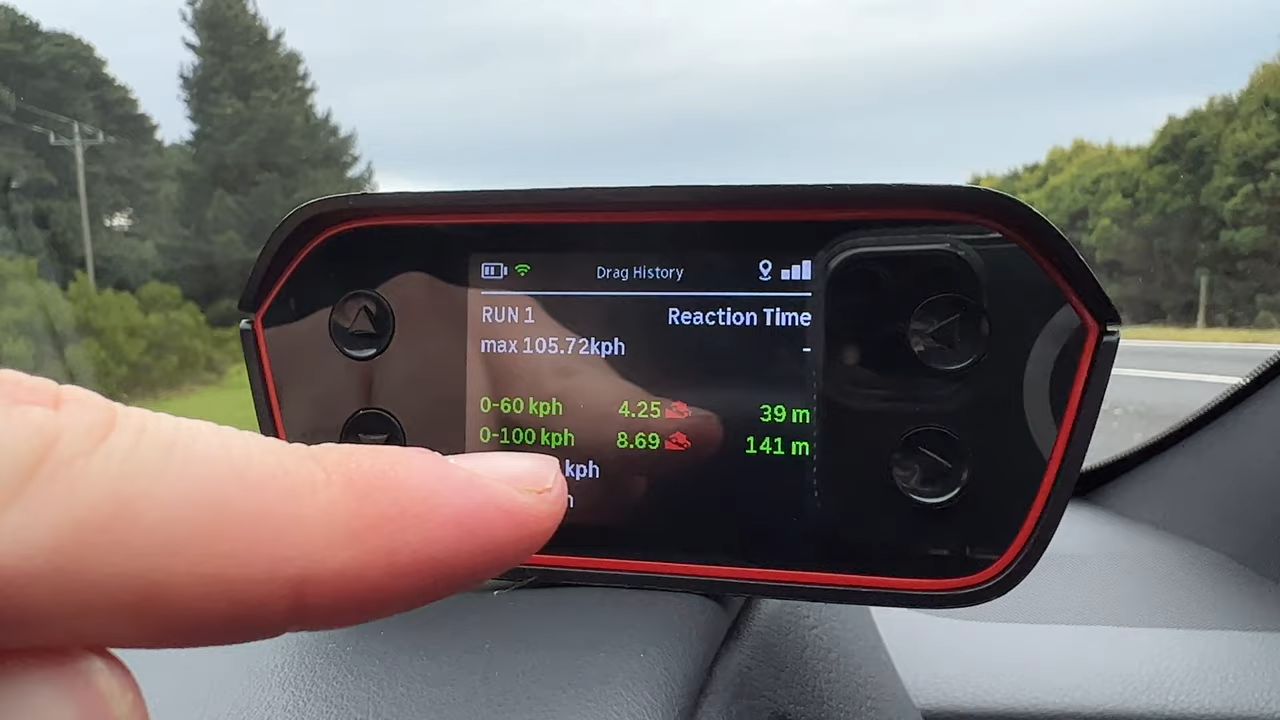 Drag History
RUN 1 Reaction Time
max 105.72kph -
0-60 kph 4.25 39 m
0-100 kph 8.69 141 m
kph